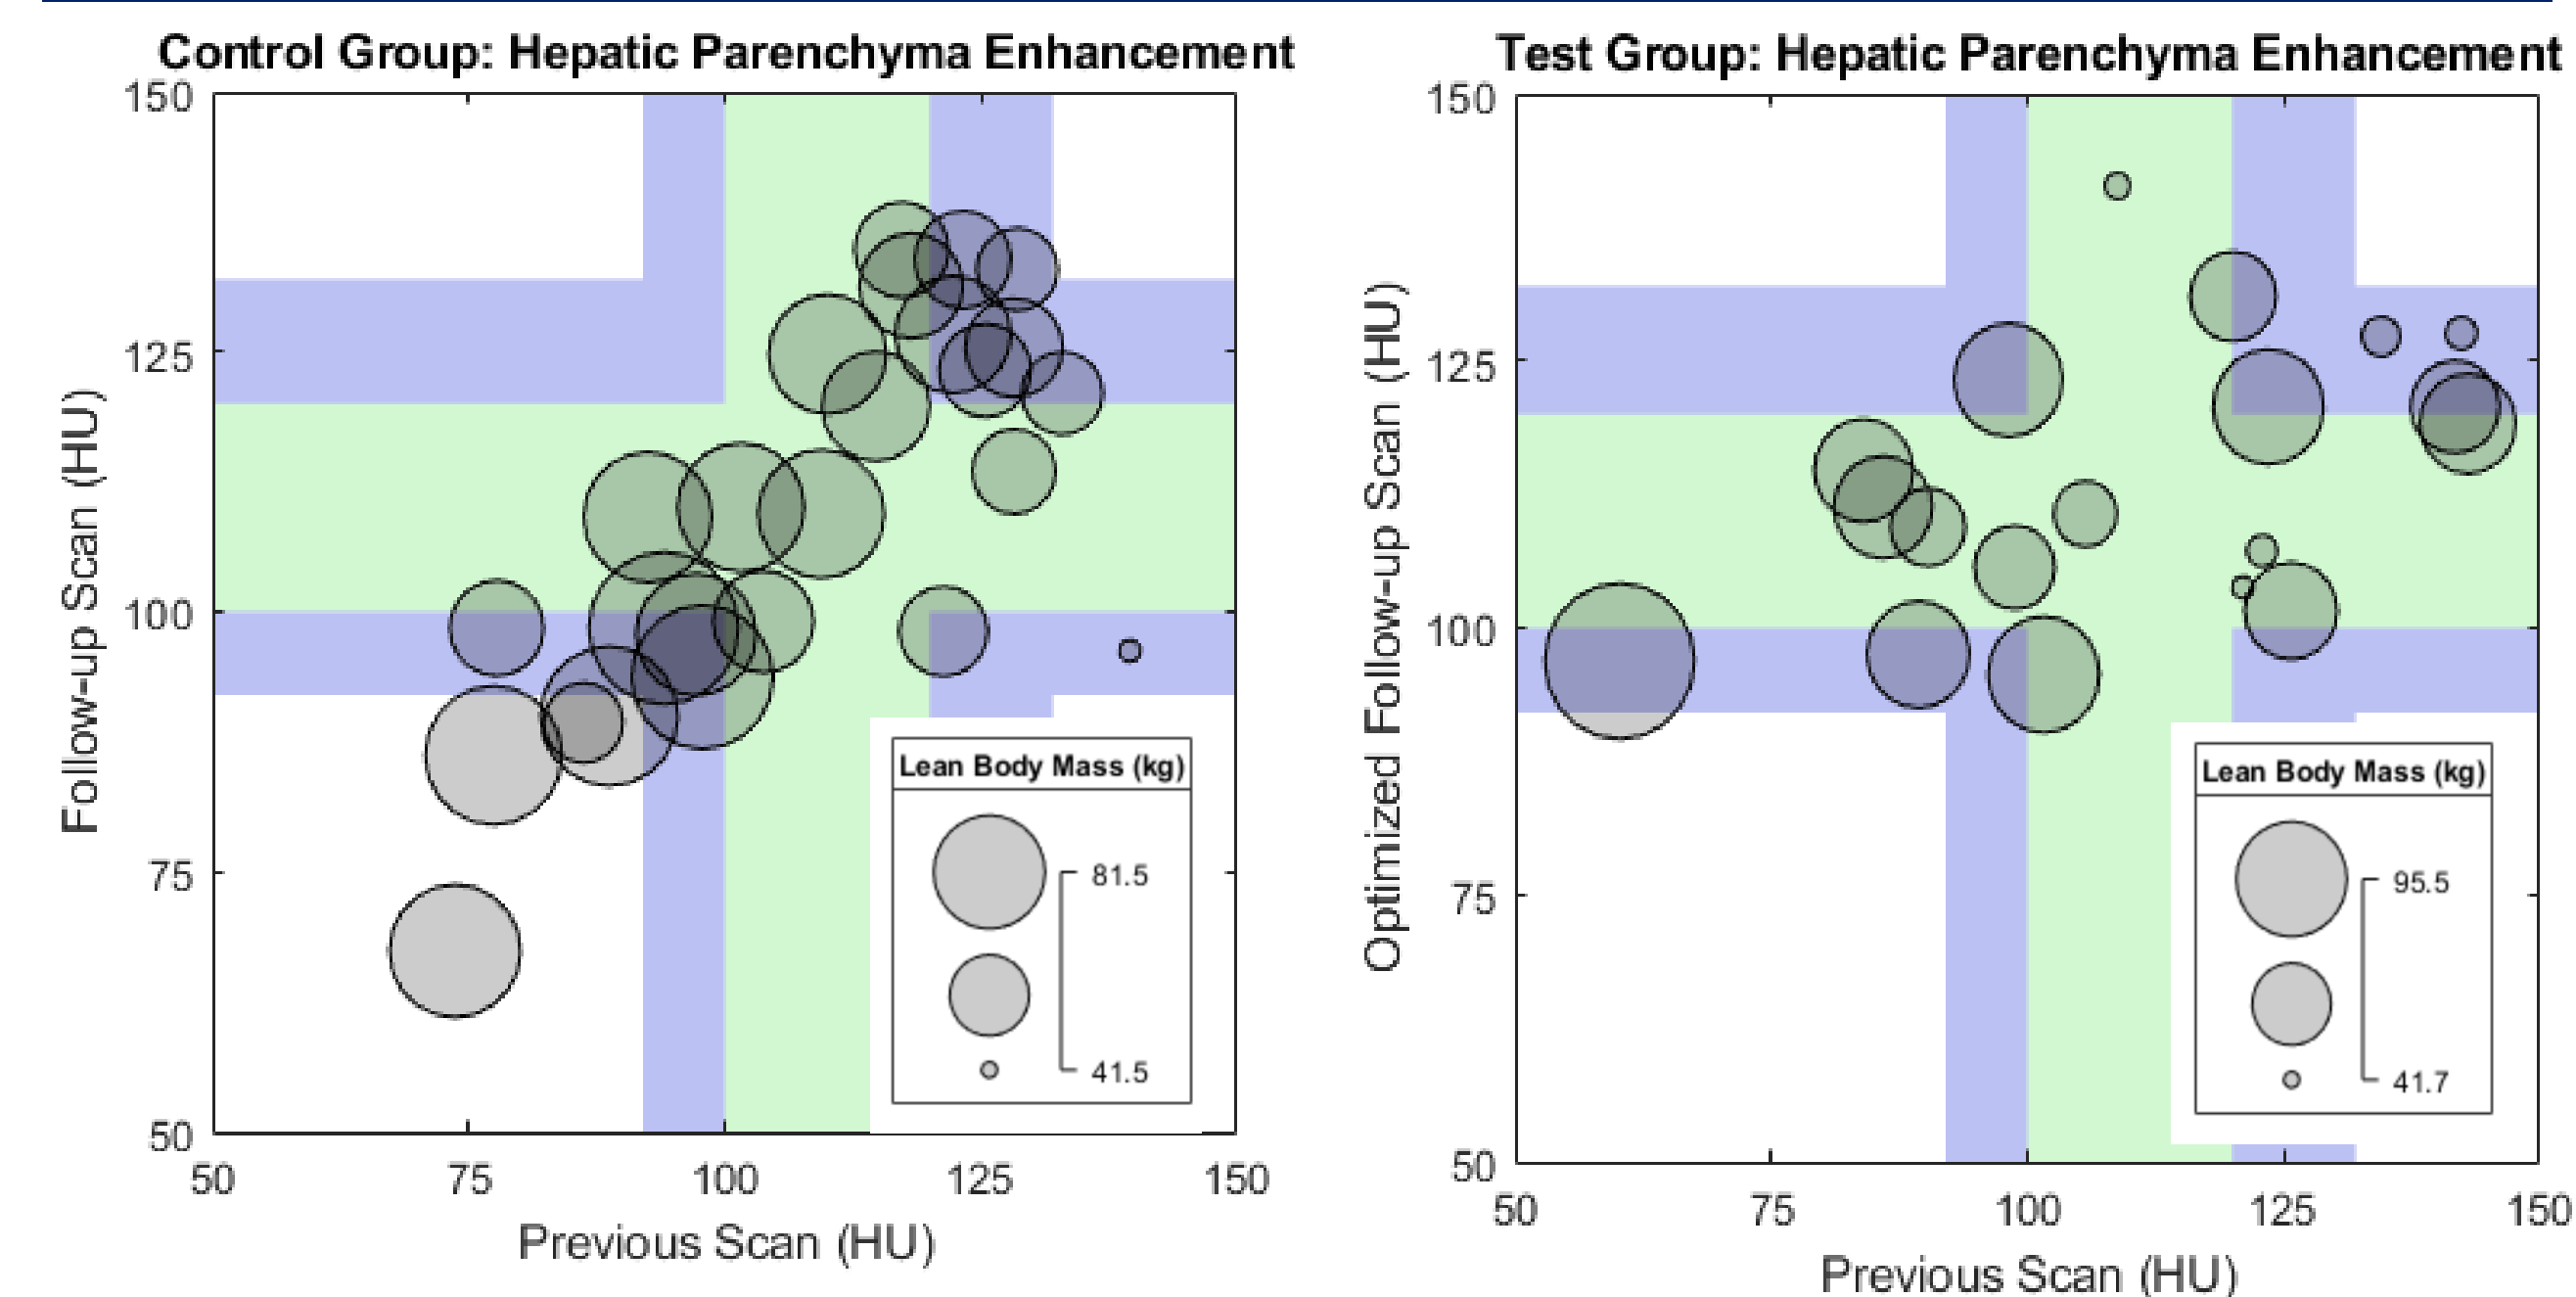 Control Group: Hepatic Parenchyma Enhancement
150
125
100
75
50
Follow-up Scan (HU)
50 75 100 125 150
Previous Scan (HU)
Lean Body Mass (kg)
81.5
41.5
Test Group: Hepatic Parenchyma Enhancement
150
125
100
75
50
Optimized Follow-up Scan (HU)
50 75 100 125 150
Previous Scan (HU)
Lean Body Mass (kg)
95.5
41.7